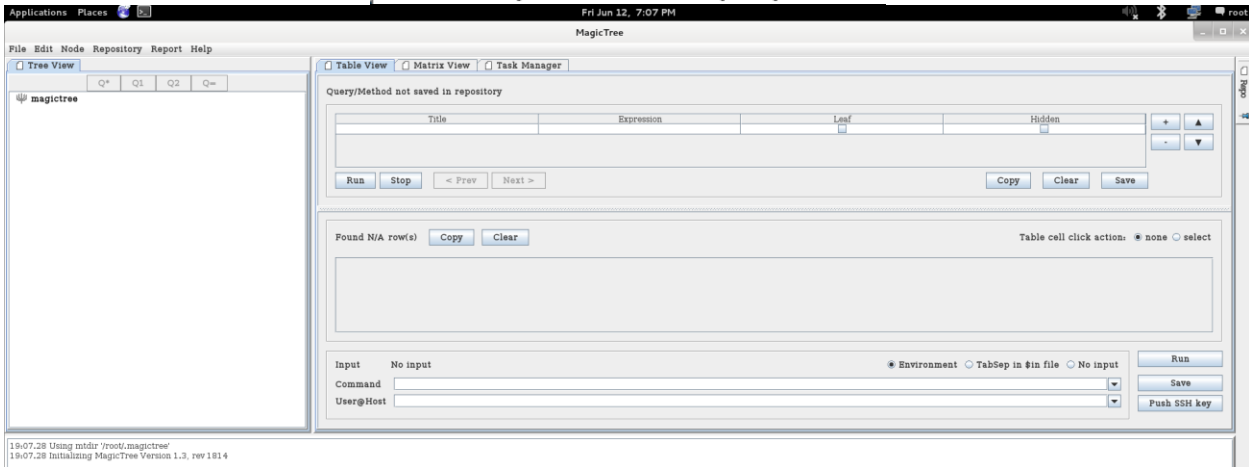 Applications Places Fri Jun 12, 7:07 PM root
MagicTree
File Edit Node Repository Report Help
Tree View
Q* Q1 Q2 Q=
magictree
Table View Matrix View Task Manager
Query/Method not saved in repository
Title Expression Leaf Hidden
+ ▲
- ▼
Run Stop < Prev Next > Copy Clear Save
Found N/A row(s) Copy Clear Table cell click action: none select
Input No input Environment TabSep in $in file No input Run
Command Save
User@Host Push SSH key
Repo
19:07.28 Using mtdir '/root/.magictree'
19:07.28 Initializing MagicTree Version 1.3, rev 1814